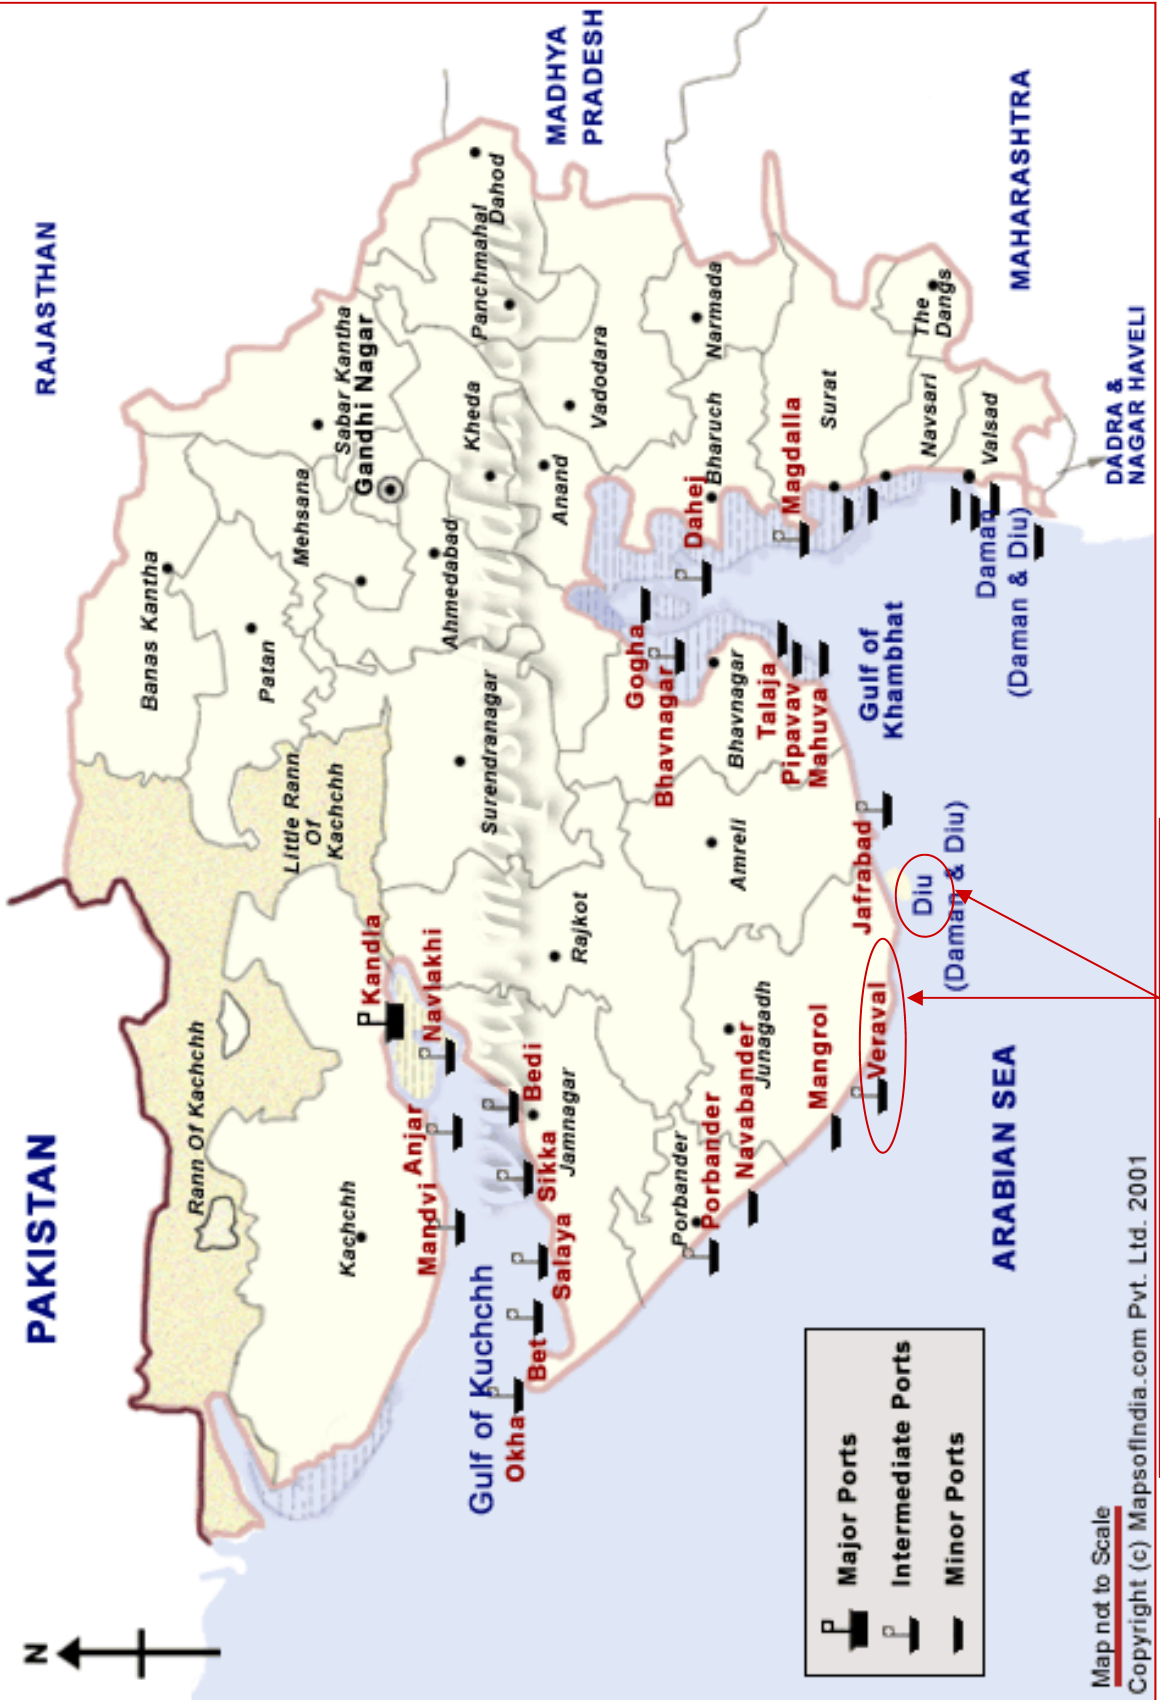 N
PAKISTAN
RAJASTHAN
Rann Of Kachchh
Banas Kantha
Patan
Mehsana
Little Rann
Of
Kachchh
Sabar Kantha
Gandhi Nagar
Kachchh
Kandla
Navlakhi
Anjar
Mandvi
Ahmedabad
Kheda
Panchmahal
Dahod
MADHYA
PRADESH
Surendranagar
Gulf of Kuchchh
Okha
Bet
Salaya
Sikka
Bedi
Jamnagar
Rajkot
Anand
Vadodara
Gogha
Bhavnagar
Bhavnagar
Dahej
Bharuch
Narmada
Porbander
Porbander
Navabander
Junagadh
Amreli
Talaja
Pipavav
Mahuva
Magdalla
Surat
Mangrol
Veraval
Jafrabad
Gulf of
Khambhat
The
Dangs
Navsari
Valsad
Diu
(Daman & Diu)
Daman
(Daman & Diu)
ARABIAN SEA
MAHARASHTRA
DADRA &
NAGAR HAVELI
Major Ports
Intermediate Ports
Minor Ports
Map not to Scale
Copyright (c) MapsofIndia.com Pvt. Ltd. 2001